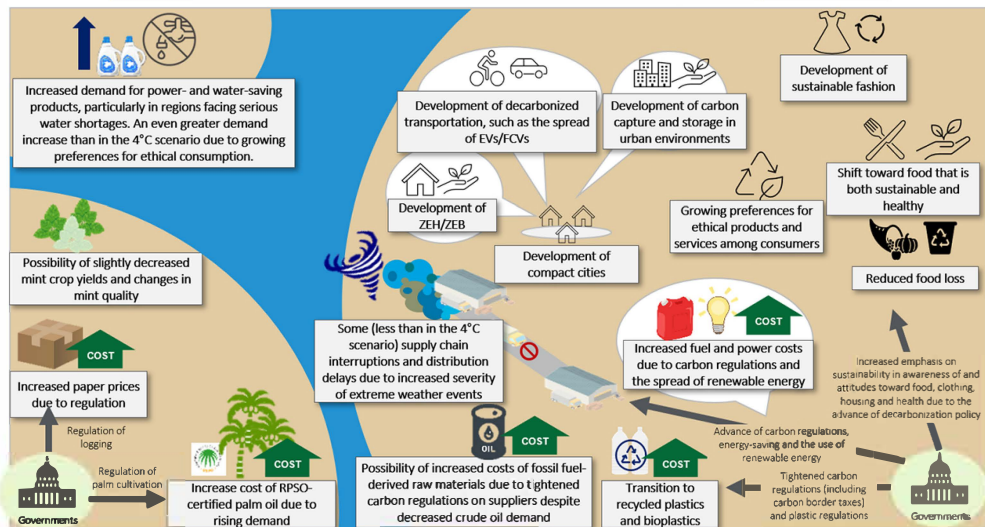 Increased demand for power- and water-saving
products, particularly in regions facing serious
water shortages. An even greater demand
increase than in the 4°C scenario due to growing
preferences for ethical consumption.
Development of decarbonized
transportation, such as the spread
of EVs/FCVs
Development of carbon
capture and storage in
urban environments
Development of
sustainable fashion
Development of
ZEH/ZEB
Development of
compact cities
Growing preferences for
ethical products and
services among consumers
Shift toward food that is
both sustainable and
healthy
Reduced food loss
Possibility of slightly decreased
mint crop yields and changes in
mint quality
COST
Increased paper prices
due to regulation
Some (less than in the 4°C
scenario) supply chain
interruptions and distribution
delays due to increased severity
of extreme weather events
COST
Increased fuel and power costs
due to carbon regulations and
the spread of renewable energy
Increased emphasis on
sustainability in awareness of and
attitudes toward food, clothing,
housing and health due to the
advance of decarbonization policy
Regulation of
logging
Regulation of
palm cultivation
Governments
COST
Increase cost of RPSO-
certified palm oil due to
rising demand
OIL
COST
Possibility of increased costs of fossil fuel-
derived raw materials due to tightened
carbon regulations on suppliers despite
decreased crude oil demand
Transition to
recycled plastics
and bioplastics
Advance of carbon regulations,
energy-saving and the use of
renewable energy
Tightened carbon
regulations (including
carbon border taxes)
and plastic regulations
Governments